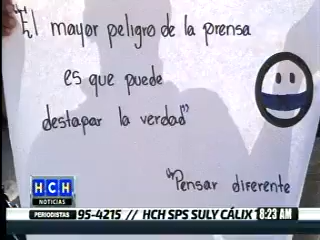 "El mayor peligro de la prensa
es que puede
destapar la verdad"
"Pensar diferente
HCH
NOTICIAS
PERIODISTAS 95-4215 // HCH SPS SULY CÁLIX 8:23 AM